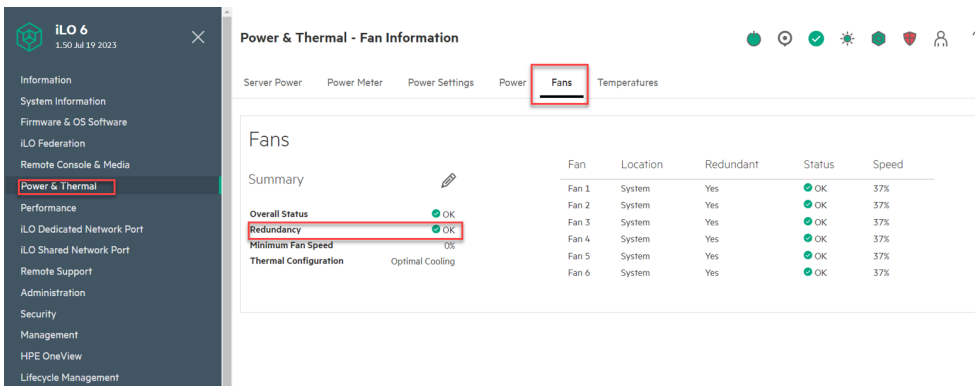 iLO 6
1.50 Jul 19 2023
Information
System Information
Firmware & OS Software
iLO Federation
Remote Console & Media
Power & Thermal
Performance
iLO Dedicated Network Port
iLO Shared Network Port
Remote Support
Administration
Security
Management
HPE OneView
Lifecycle Management
Power & Thermal - Fan Information
Server Power Power Meter Power Settings Power Fans Temperatures
Fans
Summary
Overall Status OK
Redundancy OK
Minimum Fan Speed 0%
Thermal Configuration Optimal Cooling
Fan Location Redundant Status Speed
Fan 1 System Yes OK 37%
Fan 2 System Yes OK 37%
Fan 3 System Yes OK 37%
Fan 4 System Yes OK 37%
Fan 5 System Yes OK 37%
Fan 6 System Yes OK 37%